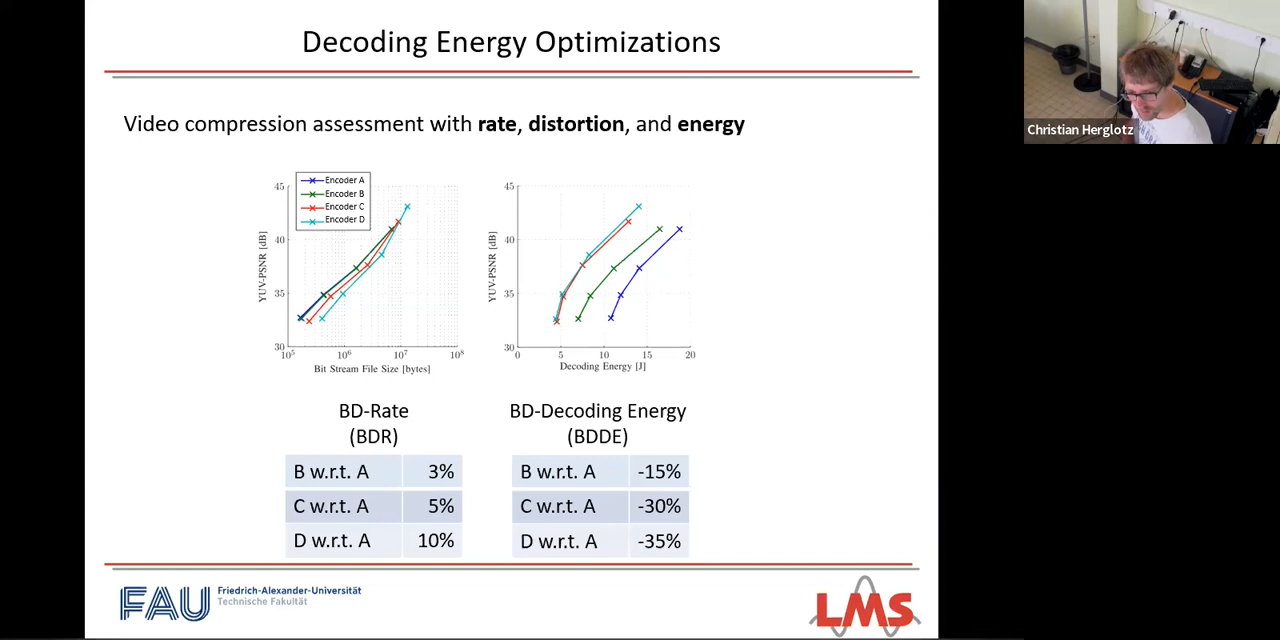 Decoding Energy Optimizations
Christian Herglotz
Video compression assessment with rate, distortion, and energy
Encoder A
Encoder B
Encoder C
Encoder D
45
40
35
30
YUV-PSNR [dB]
10^5
10^6
10^7
10^8
Bit Stream File Size [bytes]
45
40
35
30
YUV-PSNR [dB]
0
5
10
15
20
Decoding Energy [J]
BD-Rate
(BDR)
B w.r.t. A 3%
C w.r.t. A 5%
D w.r.t. A 10%
BD-Decoding Energy
(BDDE)
B w.r.t. A -15%
C w.r.t. A -30%
D w.r.t. A -35%
FAU
Friedrich-Alexander-Universität
Technische Fakultät
LMS